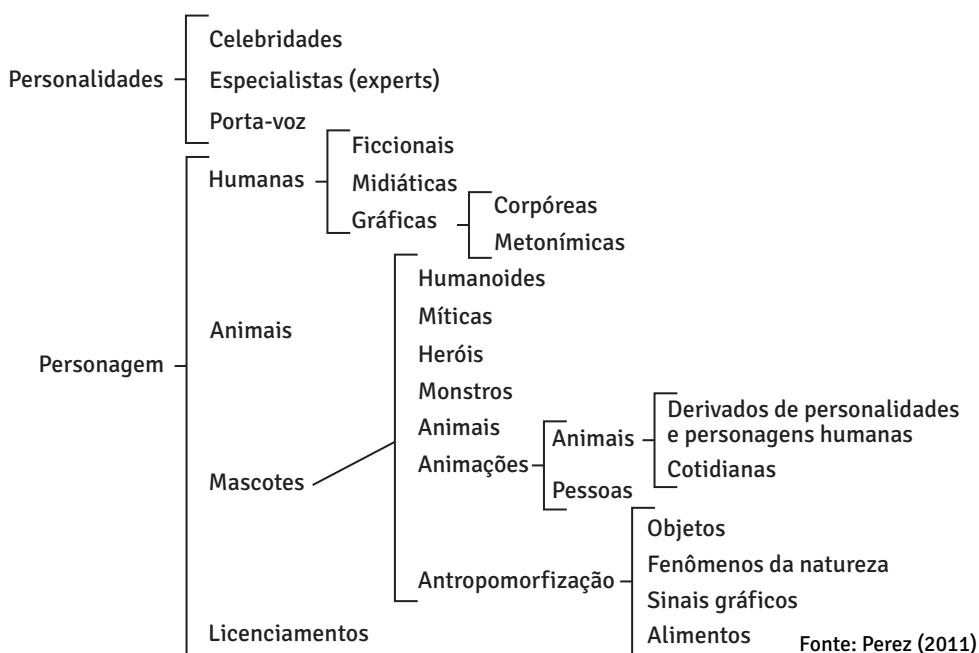 Personalidades
Celebridades
Especialistas (experts)
Porta-voz
Personagem
Humanas
Ficcionais
Midiáticas
Gráficas
Corpóreas
Metonímicas
Animais
Mascotes
Humanoides
Míticas
Heróis
Monstros
Animais
Animações
Animais
Derivados de personalidades
e personagens humanas
Cotidianas
Pessoas
Antropomorfização
Objetos
Fenômenos da natureza
Sinais gráficos
Alimentos
Licenciamentos
Fonte: Perez (2011)